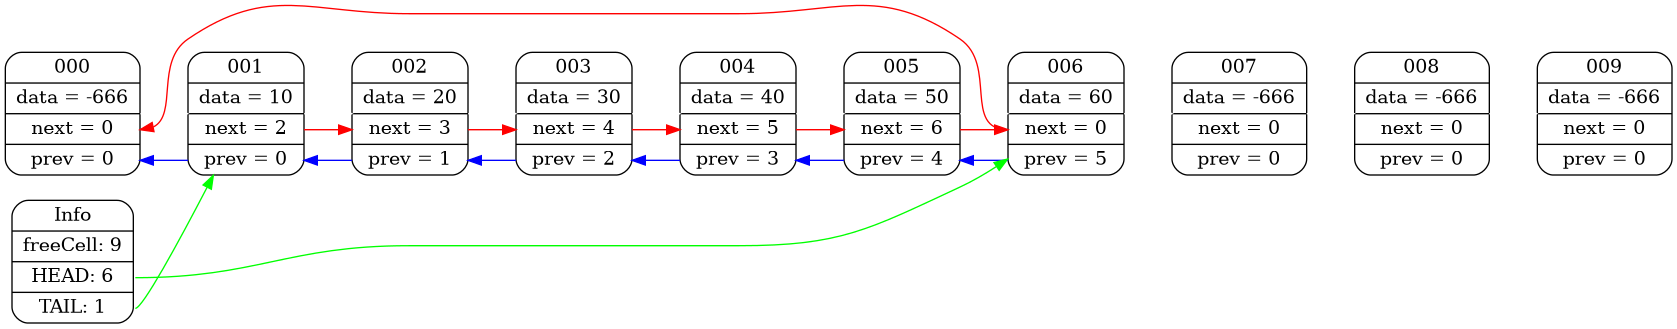 000
data = -666
next = 0
prev = 0
001
data = 10
next = 2
prev = 0
002
data = 20
next = 3
prev = 1
003
data = 30
next = 4
prev = 2
004
data = 40
next = 5
prev = 3
005
data = 50
next = 6
prev = 4
006
data = 60
next = 0
prev = 5
007
data = -666
next = 0
prev = 0
008
data = -666
next = 0
prev = 0
009
data = -666
next = 0
prev = 0
Info
freeCell: 9
HEAD: 6
TAIL: 1